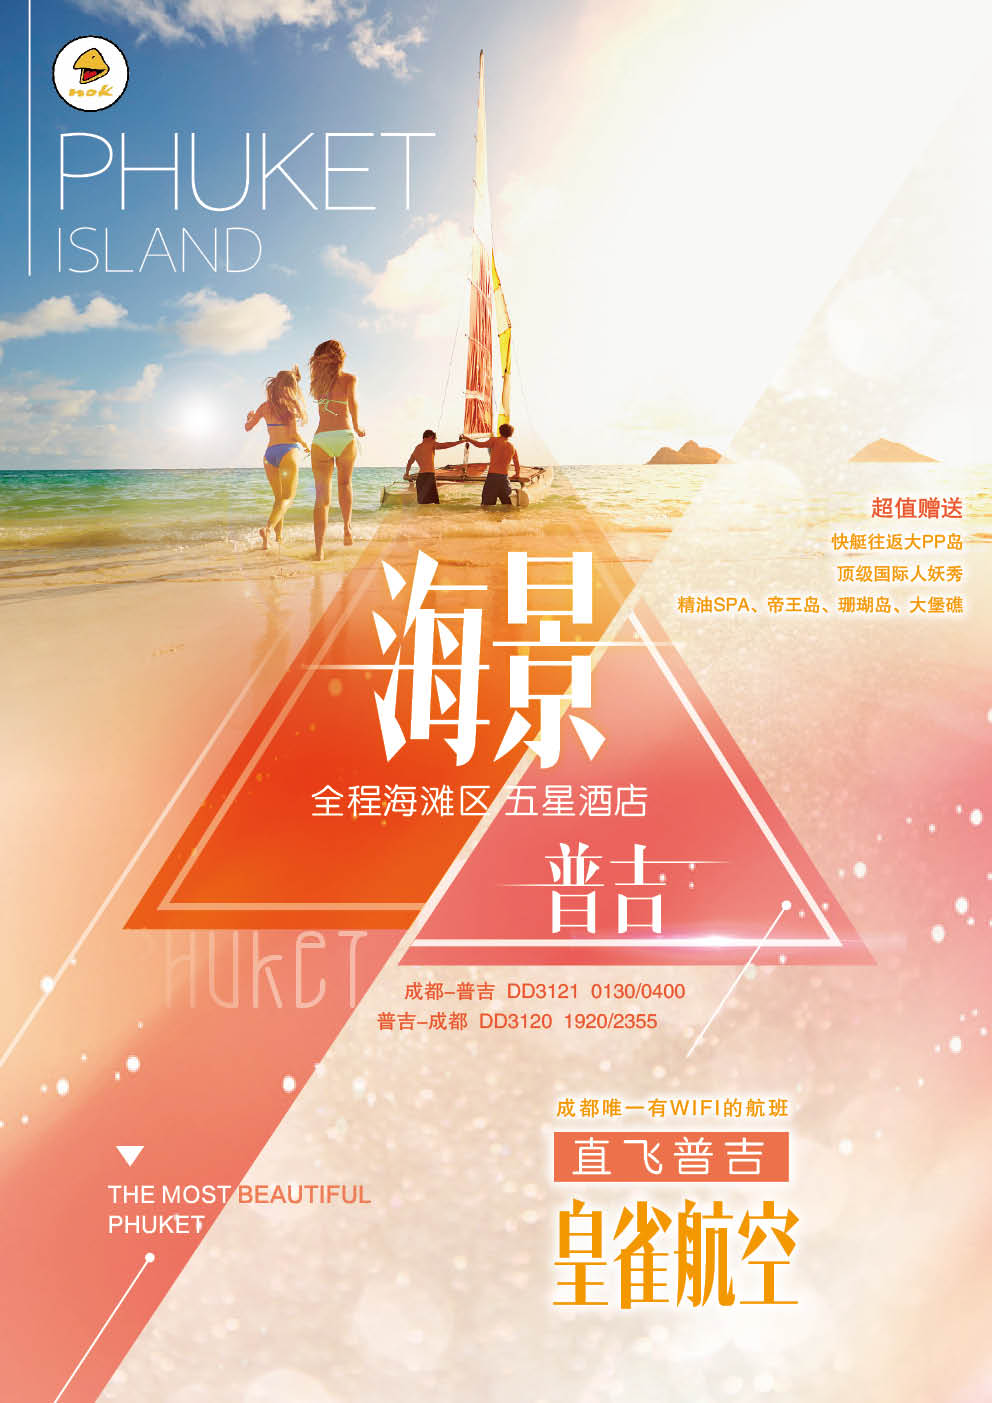 nok
PHUKET
ISLAND
超值赠送
快艇往返大PP岛
顶级国际人妖秀
精油SPA、帝王岛、珊瑚岛、大堡礁
海景
全程海滩区 五星酒店
普吉
PHUKET
成都-普吉 DD3121 0130/0400
普吉-成都 DD3120 1920/2355
成都唯一有WIFI的航班
直飞普吉
皇雀航空
THE MOST BEAUTIFUL
PHUKET